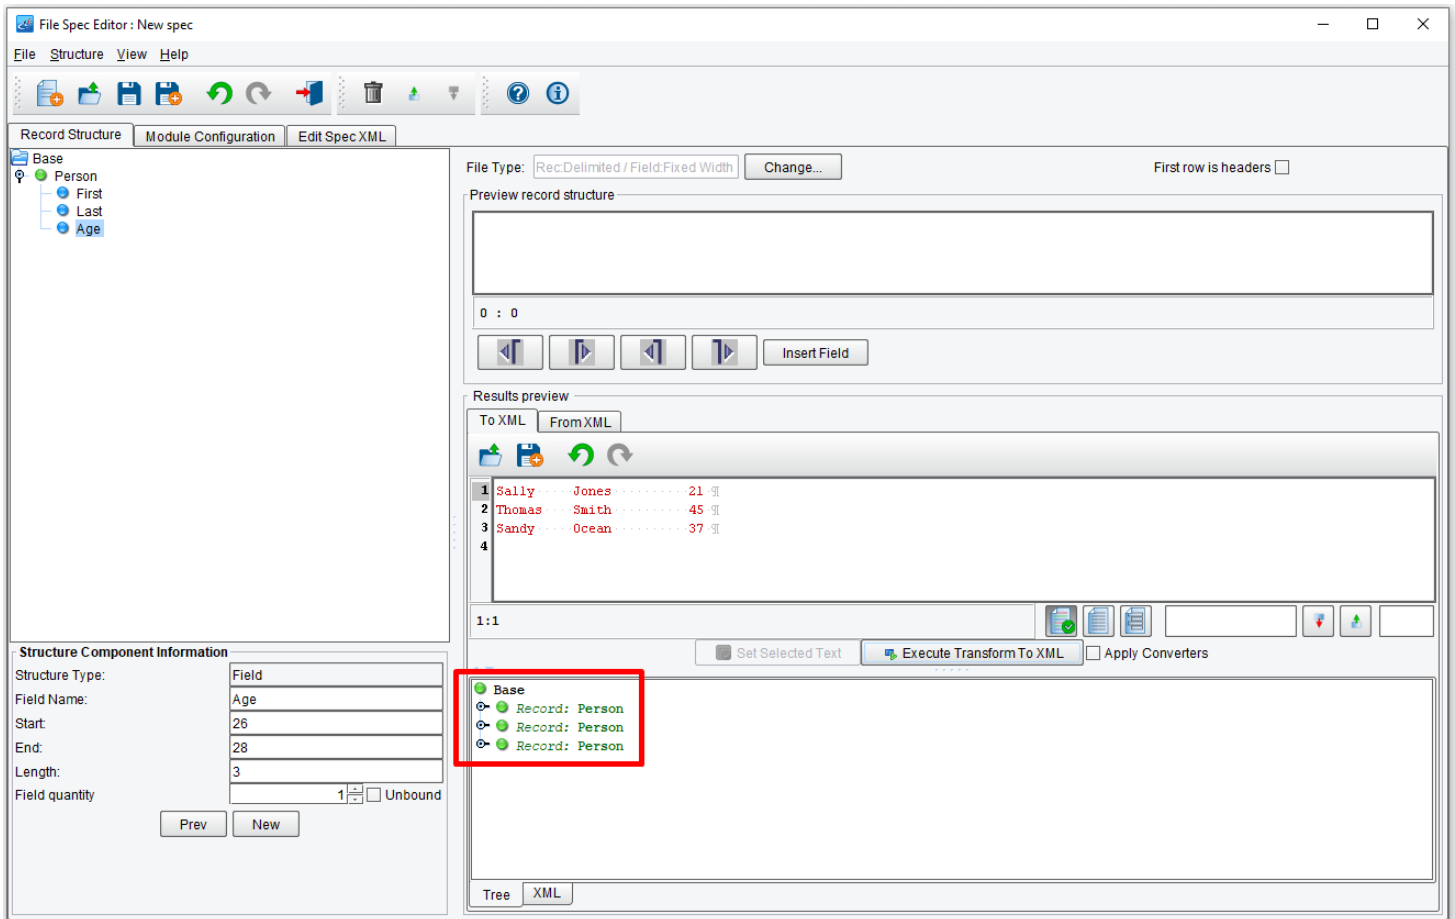 File Spec Editor : New spec
File Structure View Help
Record Structure Module Configuration Edit Spec XML
Base
Person
First
Last
Age
File Type: Rec:Delimited / Field:Fixed Width Change... First row is headers
Preview record structure
0 : 0
Insert Field
Results preview
To XML From XML
1 Sally Jones 21 ¶
2 Thomas Smith 45 ¶
3 Sandy Ocean 37 ¶
4
1:1
Set Selected Text Execute Transform To XML Apply Converters
Structure Component Information
Structure Type: Field
Field Name: Age
Start: 26
End: 28
Length: 3
Field quantity 1 Unbound
Prev New
Base
Record: Person
Record: Person
Record: Person
Tree XML